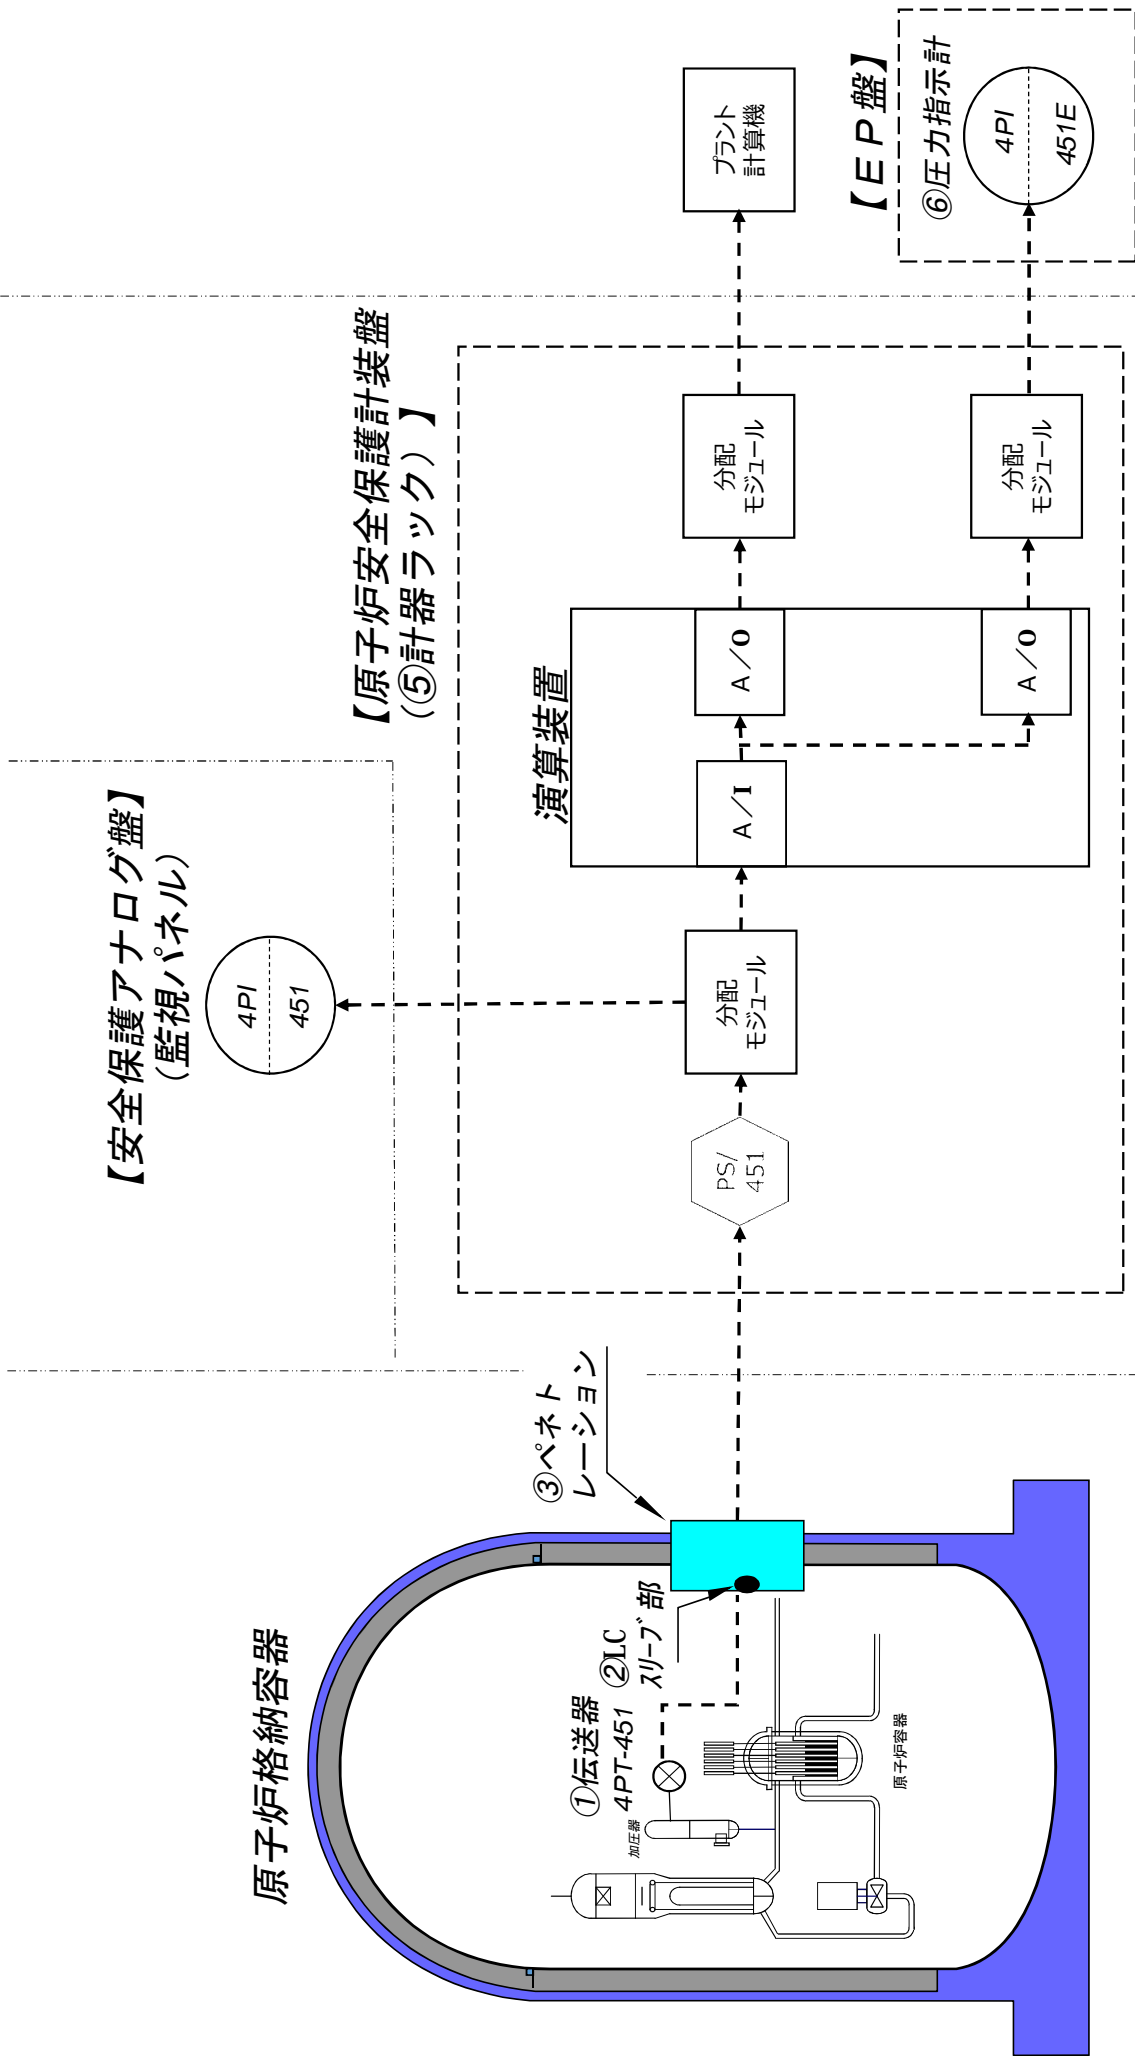 原子炉格納容器
①伝送器
4PT-451
加圧器
原子炉容器
②LC
スリーブ部
③ペネト
レーション
【安全保護アナログ盤】
（監視パネル）
4PI
451
【原子炉安全保護計装盤
（⑤計器ラック）】
PS/
451
分配
モジュール
演算装置
A／I
A／O
A／O
分配
モジュール
分配
モジュール
プラント
計算機
【ＥＰ盤】
⑥圧力指示計
4PI
451E